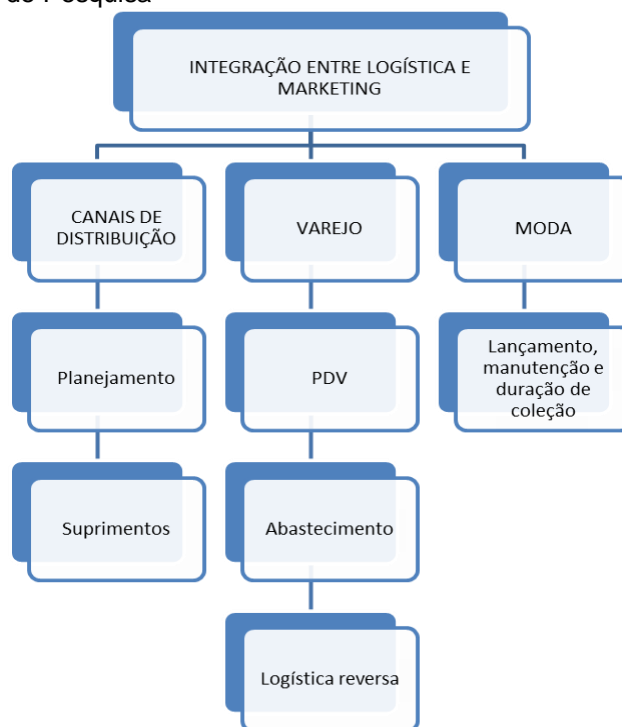 INTEGRAÇÃO ENTRE LOGÍSTICA E
MARKETING
CANAIS DE
DISTRIBUIÇÃO
VAREJO
MODA
Planejamento
PDV
Lançamento,
manutenção e
duração de
coleção
Suprimentos
Abastecimento
Logística reversa